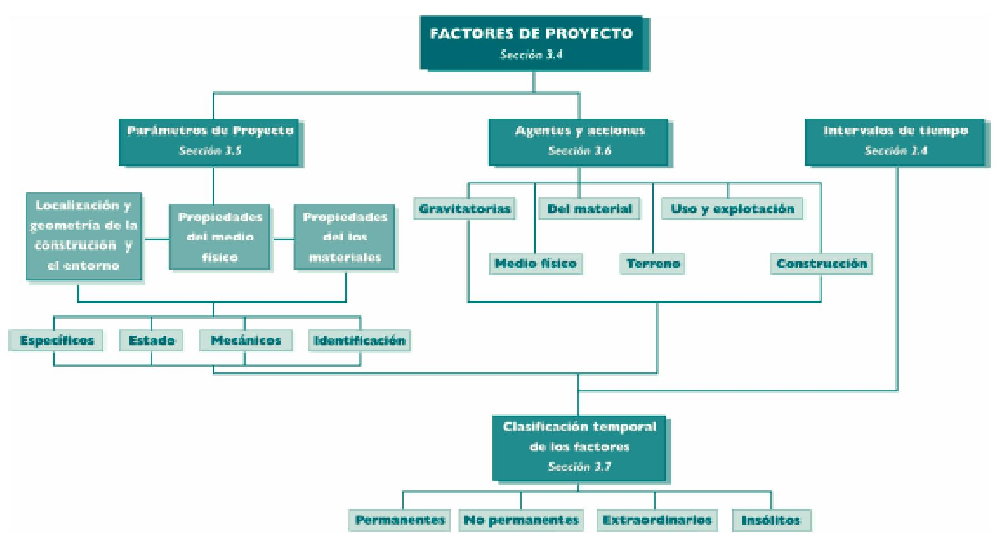 FACTORES DE PROYECTO
Sección 3.4
Parámetros de Proyecto
Sección 3.5
Agentes y acciones
Sección 3.6
Intervalos de tiempo
Sección 2.4
Localización y
geometría de la
construción y
el entorno
Propiedades
del medio
físico
Propiedades
del los
materiales
Gravitatorias
Del material
Uso y explotación
Medio físico
Terreno
Construcción
Específicos
Estado
Mecánicos
Identificación
Clasificación temporal
de los factores
Sección 3.7
Permanentes
No permanentes
Extraordinarios
Insólitos